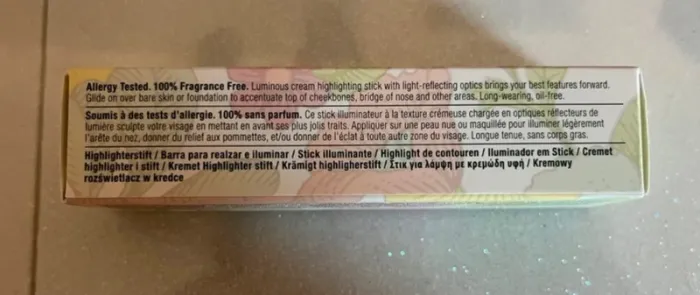 Allergy Tested. 100% Fragrance Free. Luminous cream highlighting stick with light-reflecting optics brings your best features forward.
Glide on over bare skin or foundation to accentuate top of cheekbones, bridge of nose and other areas. Long-wearing, oil-free.
Soumis à des tests d'allergie. 100% sans parfum. Ce stick illuminateur à la texture crémeuse chargée en optiques réflecteurs de
lumière sculpte votre visage en mettant en avant ses plus jolis traits. Appliquer sur une peau nue ou maquillée pour illuminer légèrement
l'arête du nez, donner du relief aux pommettes, et/ou donner de l'éclat à toute autre zone du visage. Longue tenue, sans corps gras.
Highlighterstift / Barra para realzar e iluminar / Stick illuminante / Highlight de contouren / Iluminador em Stick / Cremet
highlighter i stift / Kremet Highlighter stift / Krämigt highligherstift / Στικ για λάμψη με κρεμώδη υφή / Kremowy
rozświetlacz w kredce